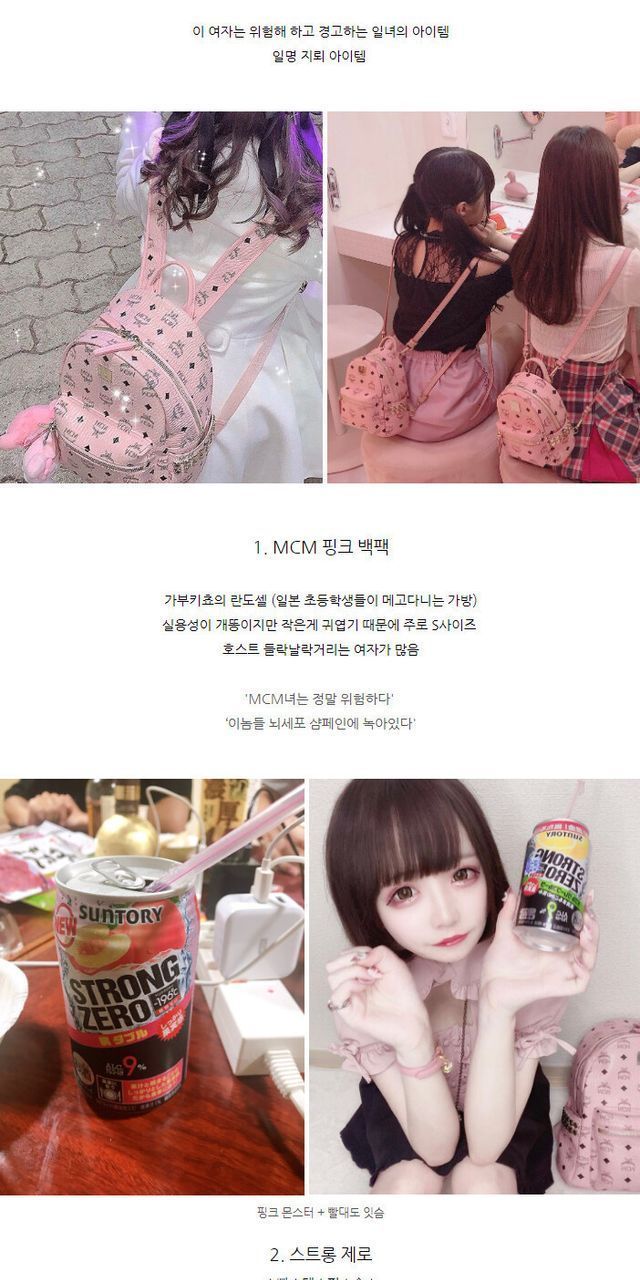 이 여자는 위험해 하고 경고하는 일녀의 아이템
일명 지뢰 아이템
1. MCM 핑크 백팩
가부키쵸의 란도셀 (일본 초등학생들이 메고다니는 가방)
실용성이 개똥이지만 작은게 귀엽기 때문에 주로 S사이즈
호스트 들락날락거리는 여자가 많음
'MCM녀는 정말 위험하다'
'이놈들 뇌세포 샴페인에 녹아있다'
NEW
SUNTORY
STRONG
ZERO
-196℃
ALC.
9%
SUNTORY
STRONG
ZERO
핑크 몬스터 + 빨대도 잇슴
2. 스트롱 제로